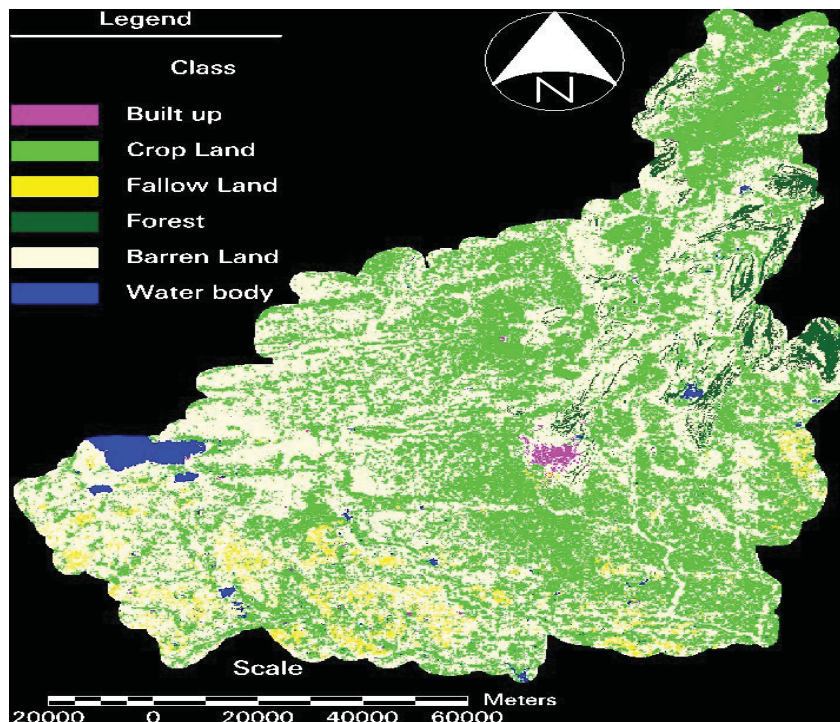 Legend
Class
Built up
Crop Land
Fallow Land
Forest
Barren Land
Water body
N
Scale
Meters
20000 0 20000 40000 60000